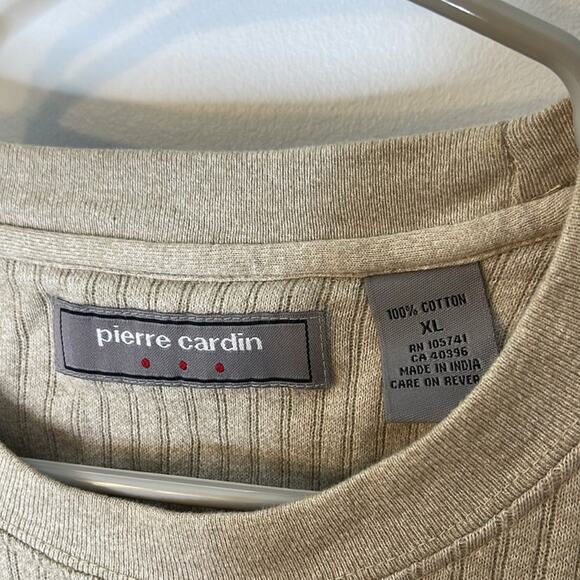 pierre cardin
100% COTTON
XL
RN 105741
CA 40396
MADE IN INDIA
CARE ON REVER